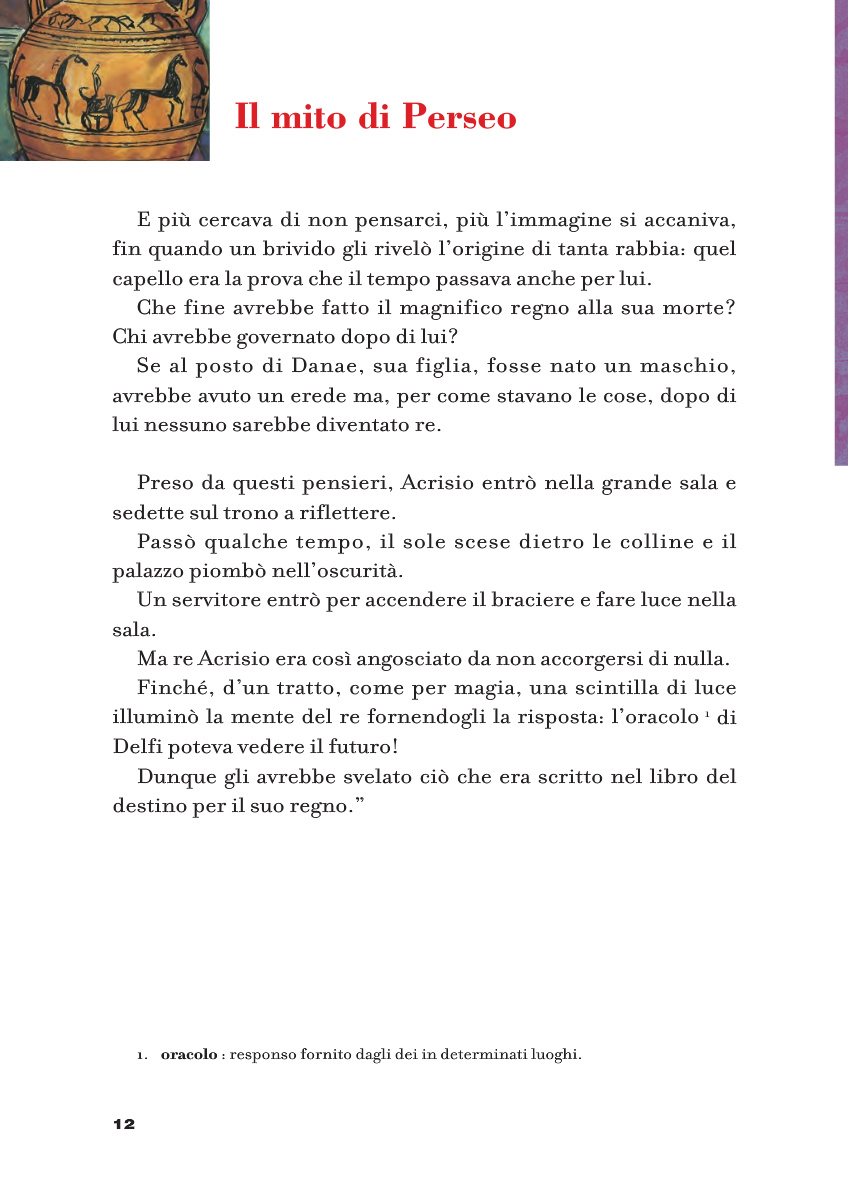 Il mito di Perseo
E più cercava di non pensarci, più l’immagine si accaniva,
fin quando un brivido gli rivelò l’origine di tanta rabbia: quel
capello era la prova che il tempo passava anche per lui.
Che fine avrebbe fatto il magnifico regno alla sua morte?
Chi avrebbe governato dopo di lui?
Se al posto di Danae, sua figlia, fosse nato un maschio,
avrebbe avuto un erede ma, per come stavano le cose, dopo di
lui nessuno sarebbe diventato re.
Preso da questi pensieri, Acrisio entrò nella grande sala e
sedette sul trono a riflettere.
Passò qualche tempo, il sole scese dietro le colline e il
palazzo piombò nell’oscurità.
Un servitore entrò per accendere il braciere e fare luce nella
sala.
Ma re Acrisio era così angosciato da non accorgersi di nulla.
Finché, d’un tratto, come per magia, una scintilla di luce
illuminò la mente del re fornendogli la risposta: l’oracolo ¹ di
Delfi poteva vedere il futuro!
Dunque gli avrebbe svelato ciò che era scritto nel libro del
destino per il suo regno.”
1. oracolo : responso fornito dagli dei in determinati luoghi.
12